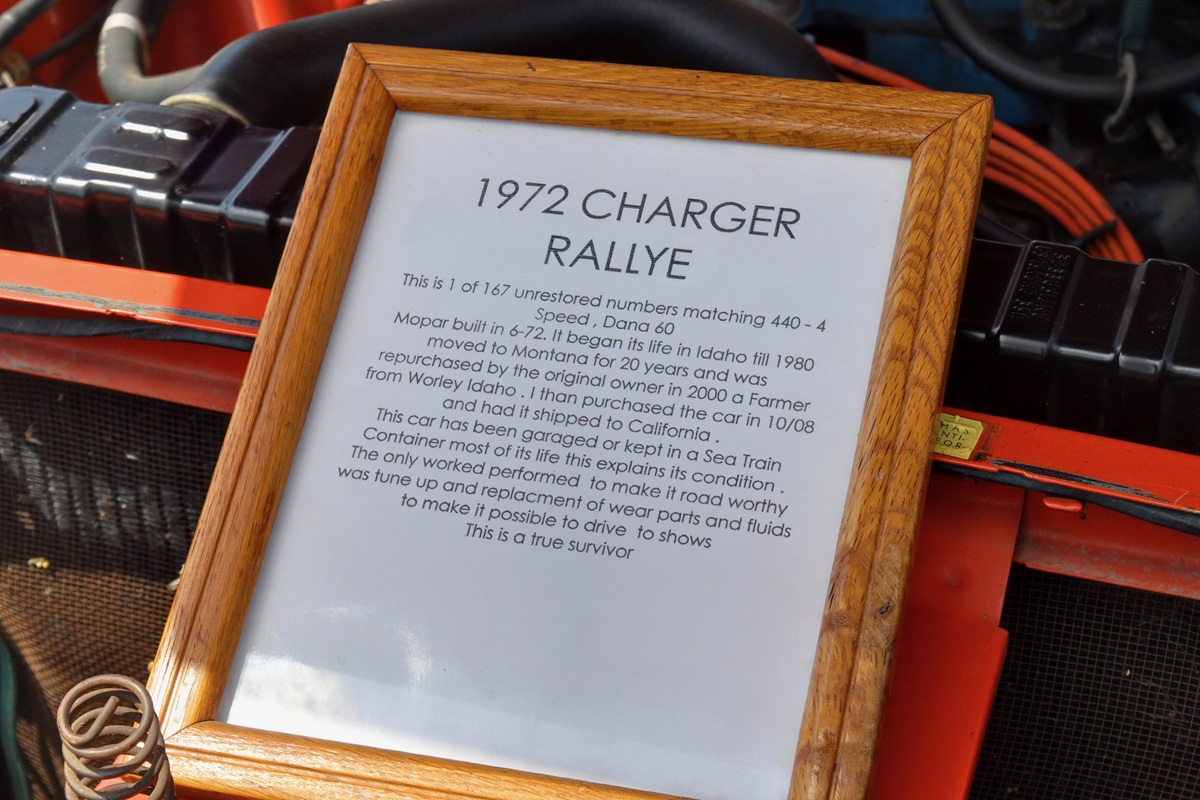 1972 CHARGER
RALLYE
This is 1 of 167 unrestored numbers matching 440 - 4
Speed , Dana 60
Mopar built in 6-72. It began its life in Idaho till 1980
moved to Montana for 20 years and was
repurchased by the original owner in 2000 a Farmer
from Worley Idaho . I than purchased the car in 10/08
and had it shipped to California .
This car has been garaged or kept in a Sea Train
Container most of its life this explains its condition .
The only worked performed to make it road worthy
was tune up and replacment of wear parts and fluids
to make it possible to drive to shows
This is a true survivor
HAS